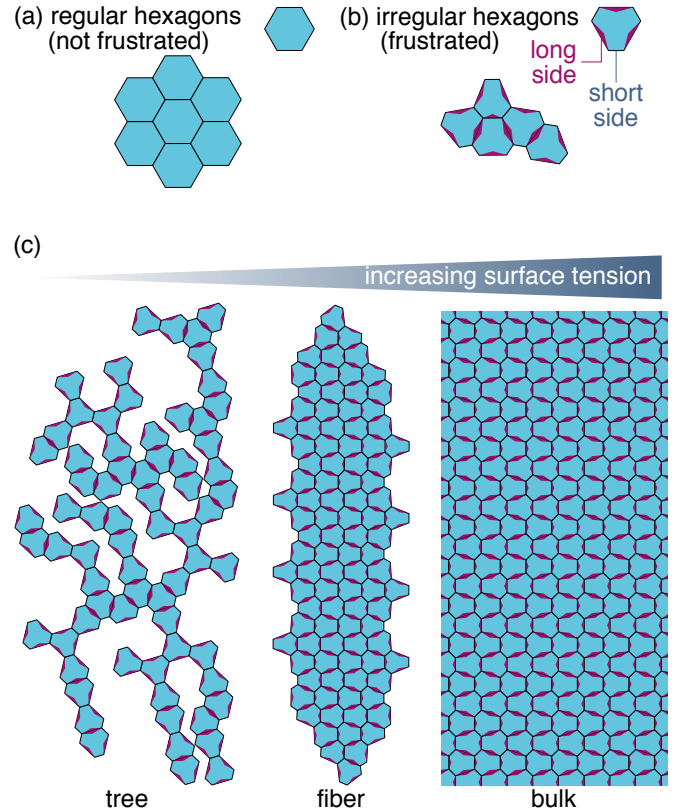 (a) regular hexagons
(not frustrated)
(b) irregular hexagons
(frustrated)
long
side
short
side
(c)
increasing surface tension
tree
fiber
bulk